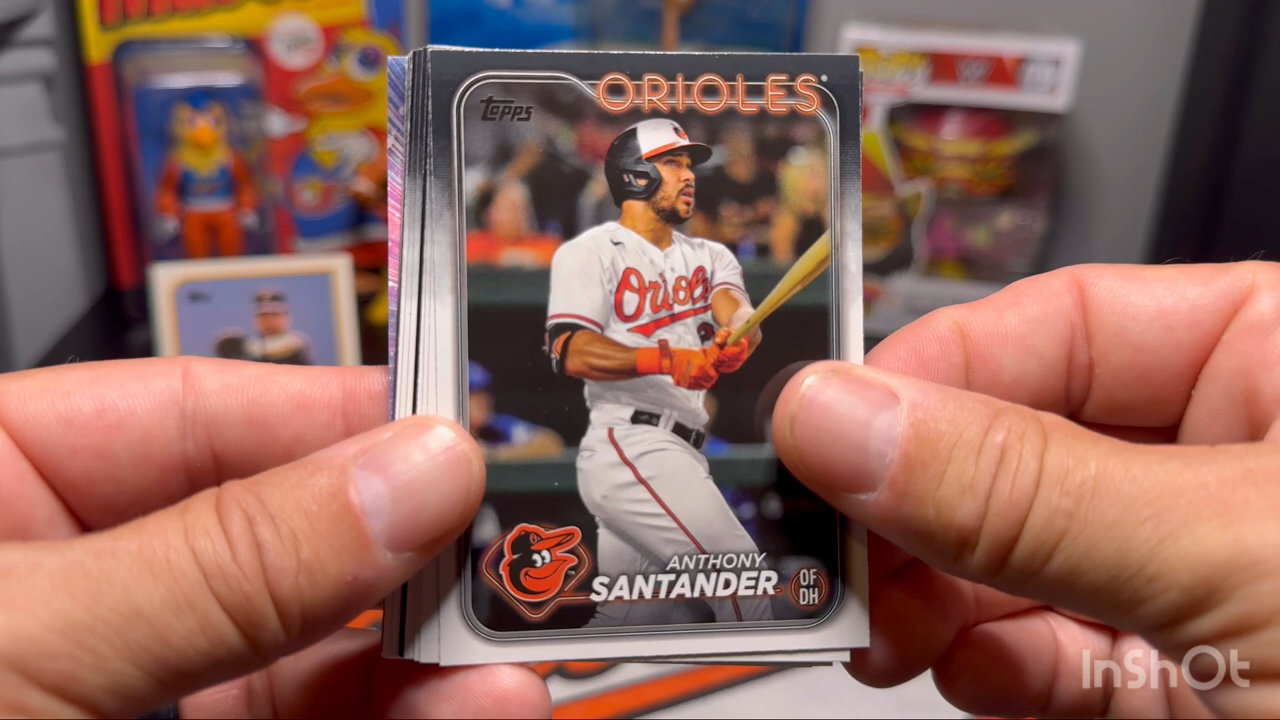 ORIOLES
Topps
Orioles
ANTHONY
SANTANDER
OF
DH
InShOt